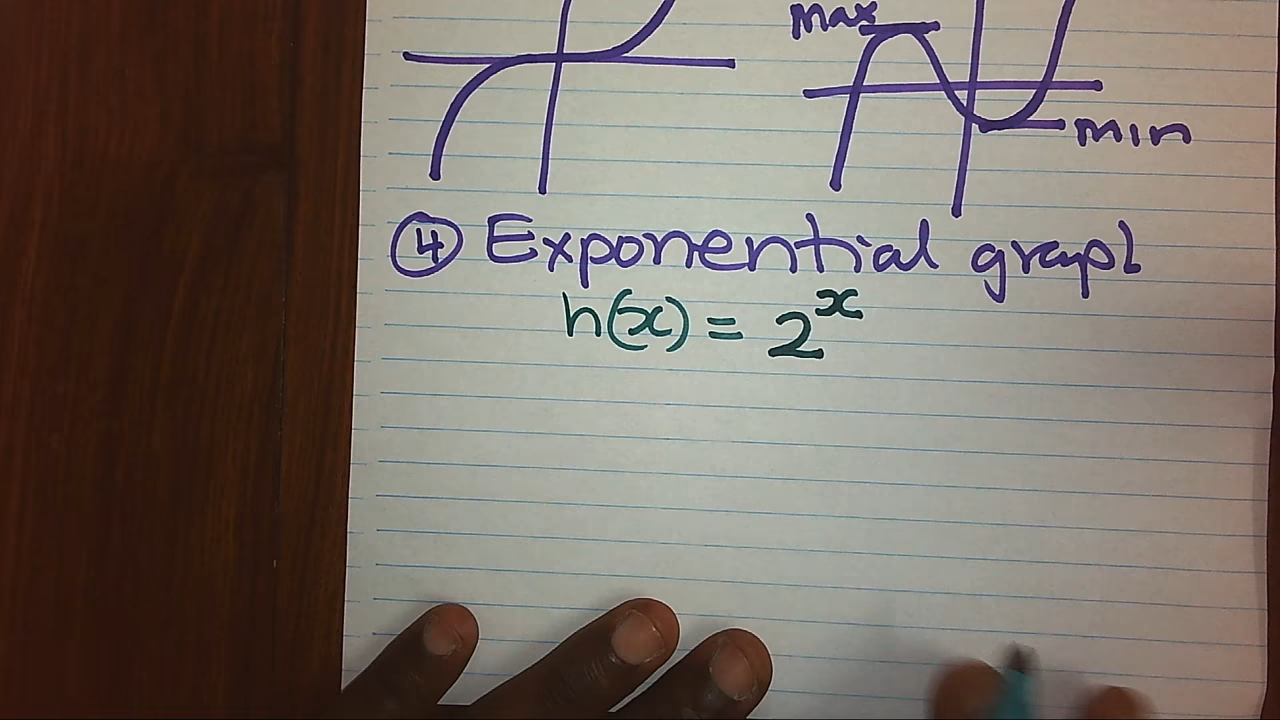 max
min
④ Exponential graph
h(x) = 2^x